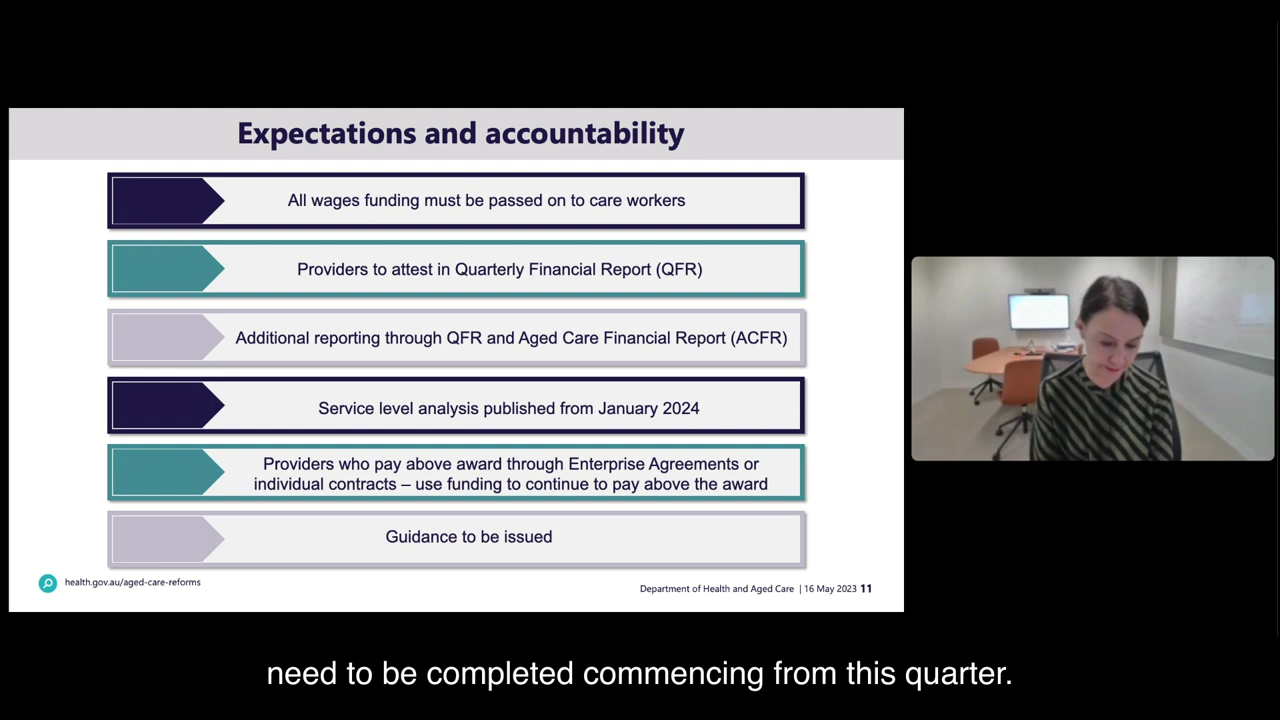 Expectations and accountability
All wages funding must be passed on to care workers
Providers to attest in Quarterly Financial Report (QFR)
Additional reporting through QFR and Aged Care Financial Report (ACFR)
Service level analysis published from January 2024
Providers who pay above award through Enterprise Agreements or
individual contracts – use funding to continue to pay above the award
Guidance to be issued
health.gov.au/aged-care-reforms
Department of Health and Aged Care | 16 May 2023 11
need to be completed commencing from this quarter.